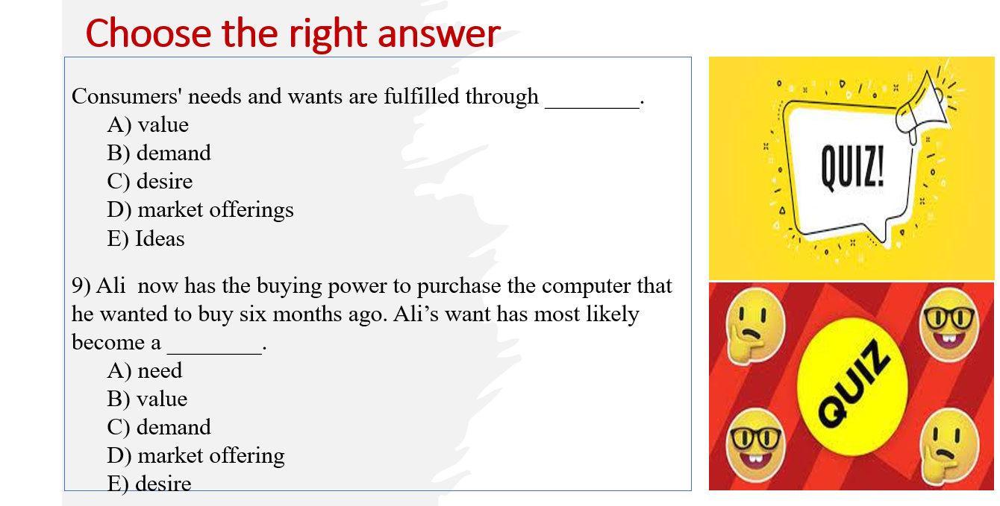 Choose the right answer
Consumers' needs and wants are fulfilled through ________.
A) value
B) demand
C) desire
D) market offerings
E) Ideas
9) Ali  now has the buying power to purchase the computer that
he wanted to buy six months ago. Ali’s want has most likely
become a ________.
A) need
B) value
C) demand
D) market offering
E) desire
QUIZ!
QUIZ